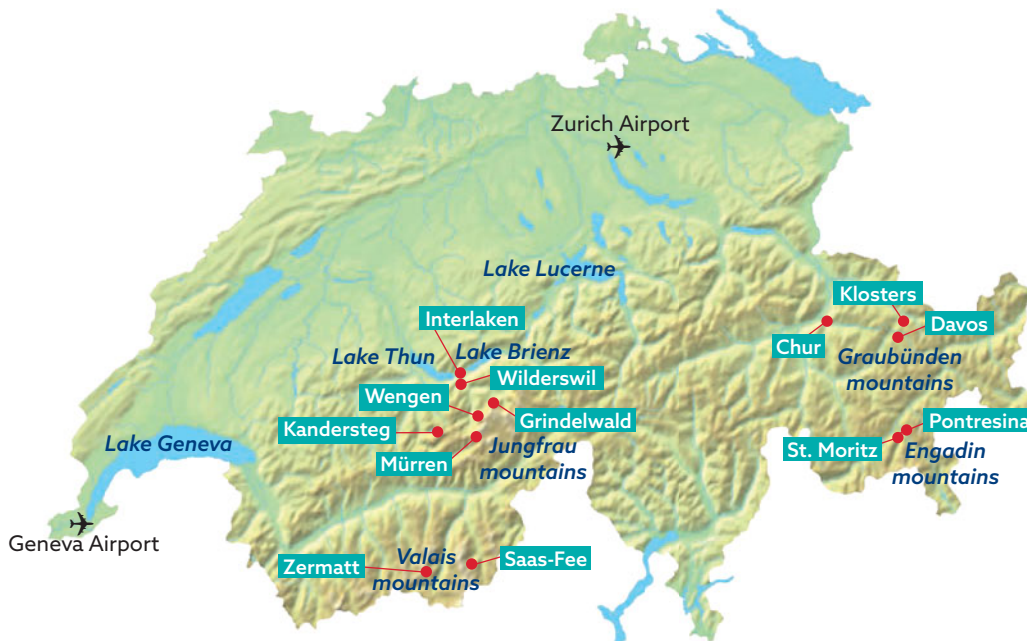 Zurich Airport
Lake Lucerne
Klosters
Interlaken
Davos
Chur
Lake Thun
Lake Brienz
Graubünden
mountains
Wilderswil
Wengen
Grindelwald
Pontresina
Kandersteg
Lake Geneva
St. Moritz
Jungfrau
mountains
Engadin
mountains
Mürren
Geneva Airport
Valais
mountains
Saas-Fee
Zermatt